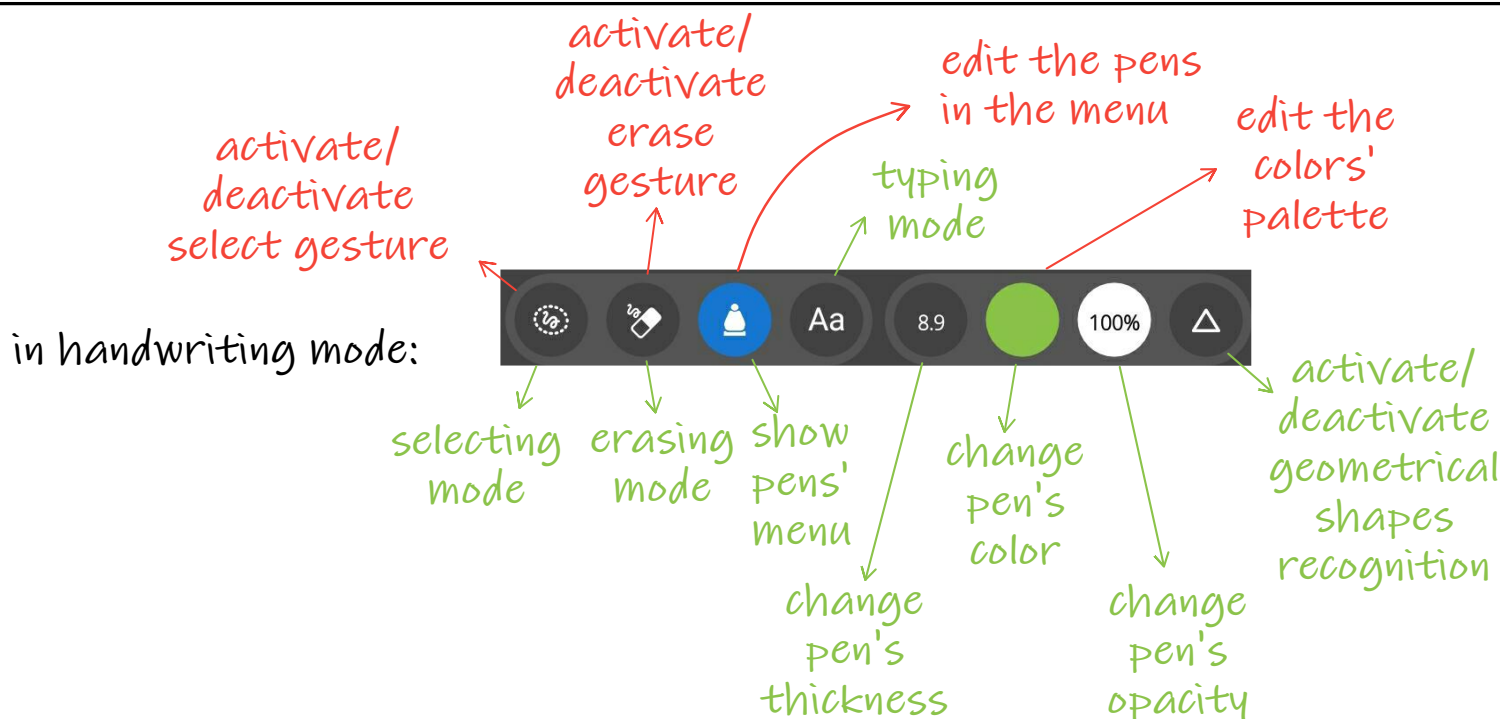 activate/
deactivate
erase
gesture
edit the pens
in the menu
edit the
colors'
palette
activate/
deactivate
select gesture
typing
mode
in handwriting mode:
Aa
8.9
100%
selecting
mode
erasing
mode
show
pens'
menu
change
pen's
thickness
change
pen's
color
change
pen's
opacity
activate/
deactivate
geometrical
shapes
recognition